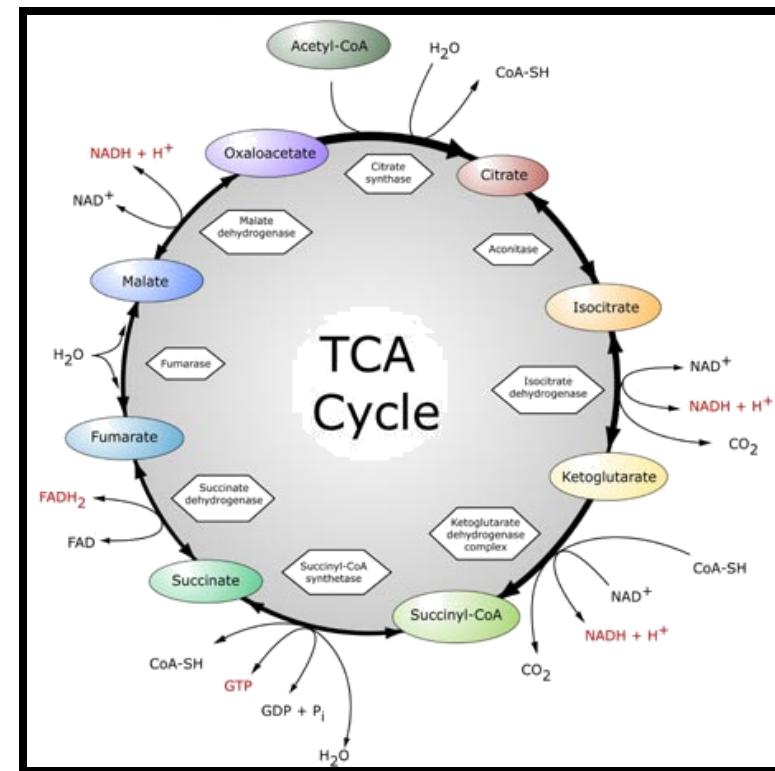 Acetyl-CoA
H₂O
CoA-SH
Oxaloacetate
Citrate
synthase
Citrate
NADH + H⁺
NAD⁺
Malate
dehydrogenase
Aconitase
Malate
Isocitrate
H₂O
Fumarase
TCA
Cycle
Isocitrate
dehydrogenase
NAD⁺
NADH + H⁺
CO₂
Fumarate
Ketoglutarate
FADH₂
FAD
Succinate
dehydrogenase
Ketoglutarate
dehydrogenase
complex
Succinate
Succinyl-CoA
synthetase
Succinyl-CoA
CoA-SH
NAD⁺
NADH + H⁺
CO₂
CoA-SH
GTP
GDP + Pᵢ
H₂O